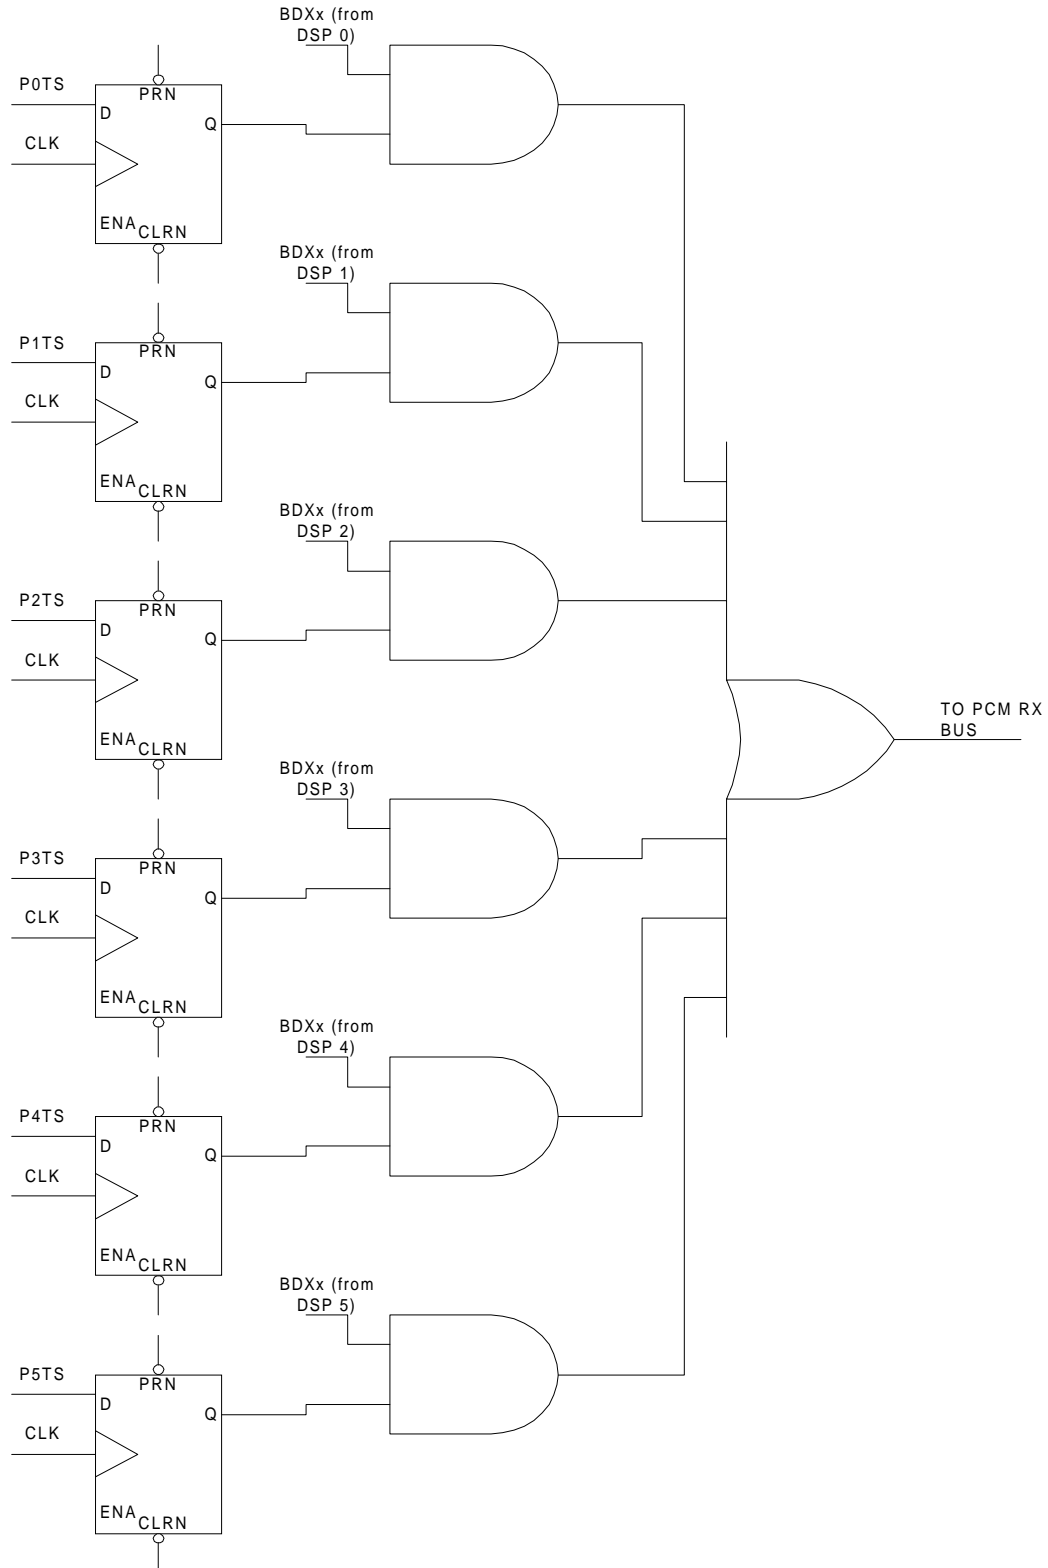 BDXx (from
DSP 0)
P0TS
PRN
D
Q
CLK
ENA
CLRN
BDXx (from
DSP 1)
P1TS
PRN
D
Q
CLK
ENA
CLRN
BDXx (from
DSP 2)
P2TS
PRN
D
Q
CLK
ENA
CLRN
TO PCM RX
BUS
BDXx (from
DSP 3)
P3TS
PRN
D
Q
CLK
ENA
CLRN
BDXx (from
DSP 4)
P4TS
PRN
D
Q
CLK
ENA
CLRN
BDXx (from
DSP 5)
P5TS
PRN
D
Q
CLK
ENA
CLRN